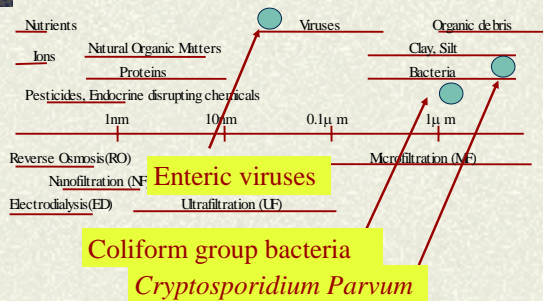 Nutrients Viruses Organic debris
Ions Natural Organic Matters Clay, Silt
Proteins Bacteria
Pesticides, Endocrine disrupting chemicals
1nm 10nm 0.1μ m 1μ m
Reverse Osmosis(RO) Microfiltration (MF)
Nanofiltration (NF
Enteric viruses
Electrodialysis(ED) Ultrafiltration (UF)
Coliform group bacteria
Cryptosporidium Parvum